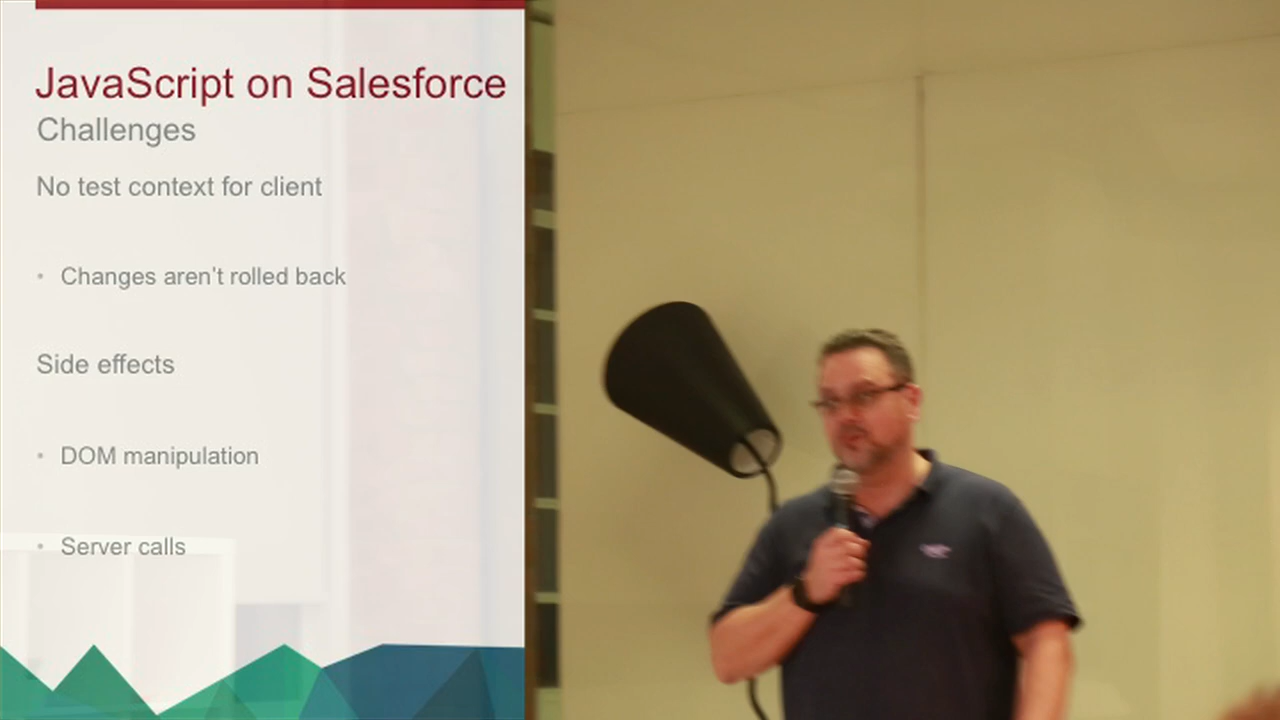 JavaScript on Salesforce
Challenges
No test context for client
• Changes aren't rolled back
Side effects
• DOM manipulation
• Server calls